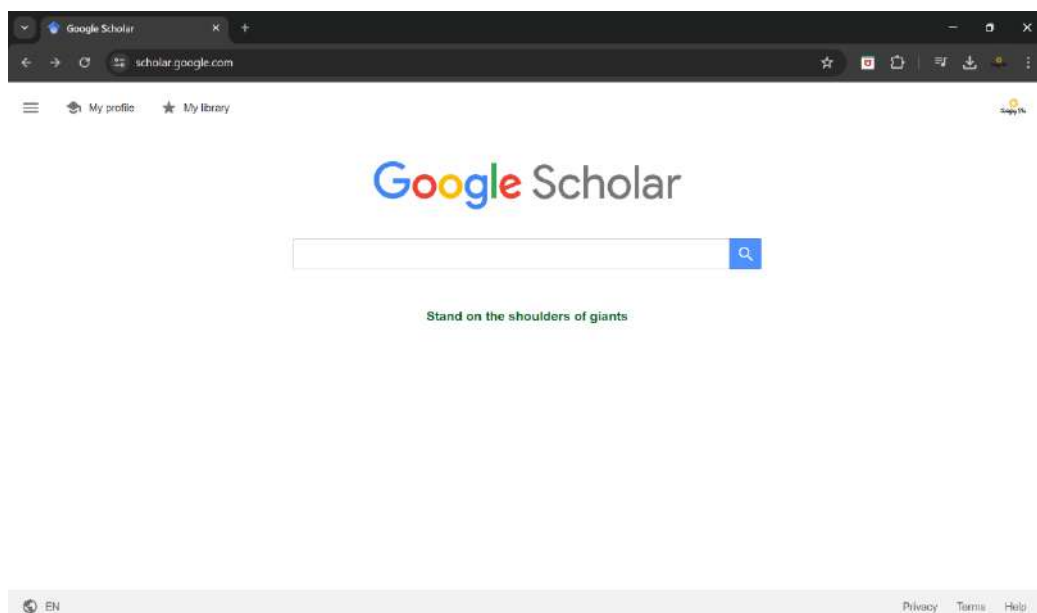 Google Scholar
scholar.google.com
My profile My library
Google Scholar
Stand on the shoulders of giants
EN Privacy Terms Help